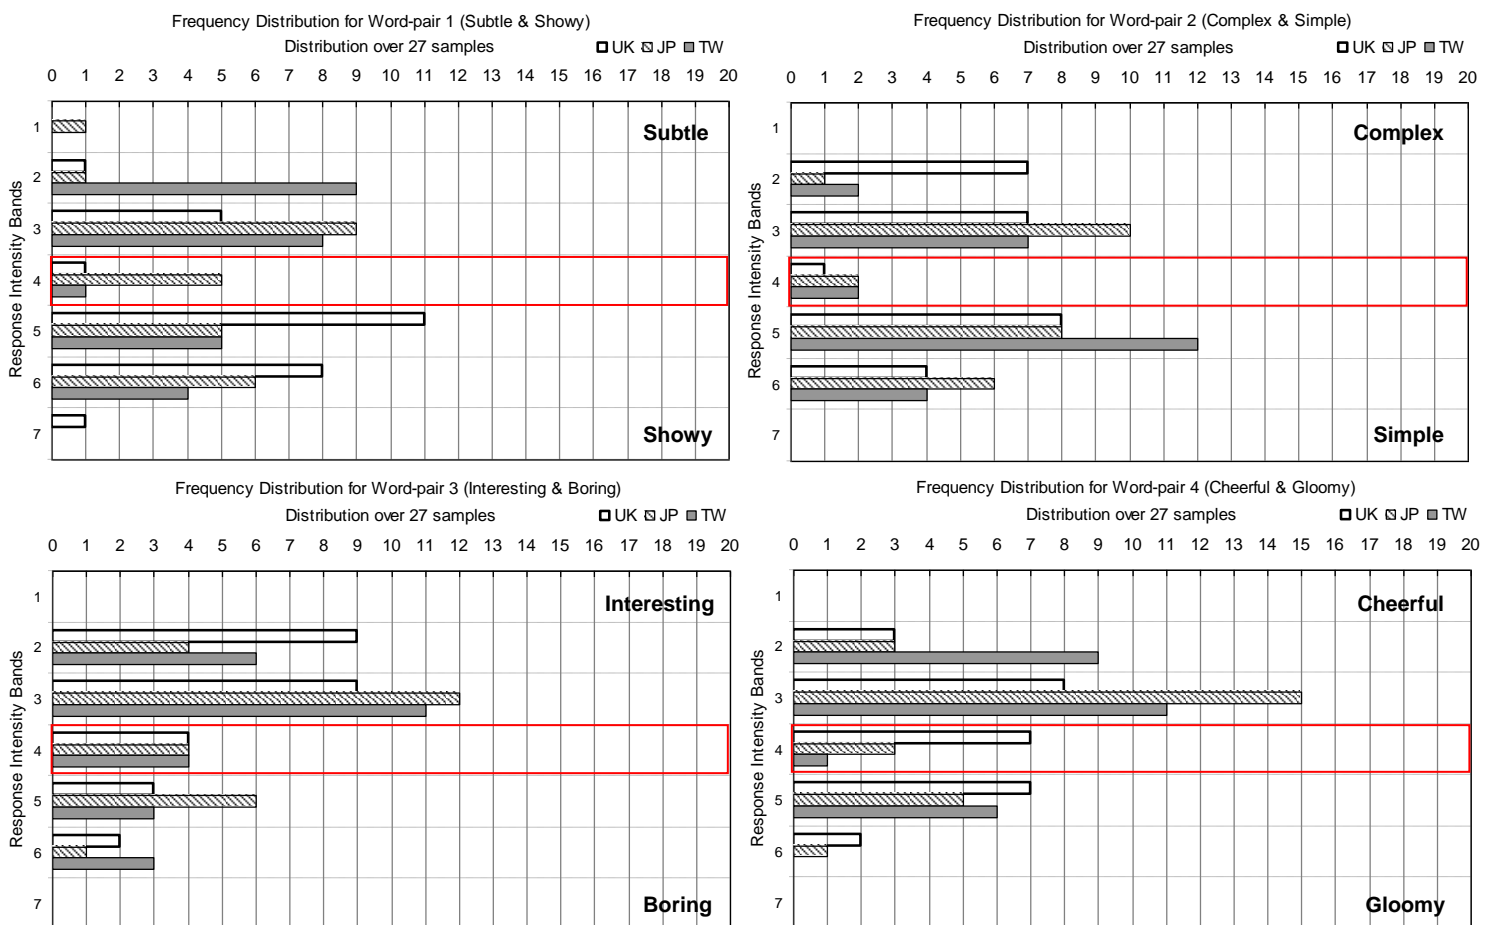 Frequency Distribution for Word-pair 1 (Subtle & Showy)
Distribution over 27 samples
UK JP TW
0 1 2 3 4 5 6 7 8 9 10 11 12 13 14 15 16 17 18 19 20
Response Intensity Bands
1
Subtle
2
3
4
5
6
7
Showy
Frequency Distribution for Word-pair 2 (Complex & Simple)
Distribution over 27 samples
UK JP TW
0 1 2 3 4 5 6 7 8 9 10 11 12 13 14 15 16 17 18 19 20
Response Intensity Bands
1
Complex
2
3
4
5
6
7
Simple
Frequency Distribution for Word-pair 3 (Interesting & Boring)
Distribution over 27 samples
UK JP TW
0 1 2 3 4 5 6 7 8 9 10 11 12 13 14 15 16 17 18 19 20
Response Intensity Bands
1
Interesting
2
3
4
5
6
7
Boring
Frequency Distribution for Word-pair 4 (Cheerful & Gloomy)
Distribution over 27 samples
UK JP TW
0 1 2 3 4 5 6 7 8 9 10 11 12 13 14 15 16 17 18 19 20
Response Intensity Bands
1
Cheerful
2
3
4
5
6
7
Gloomy